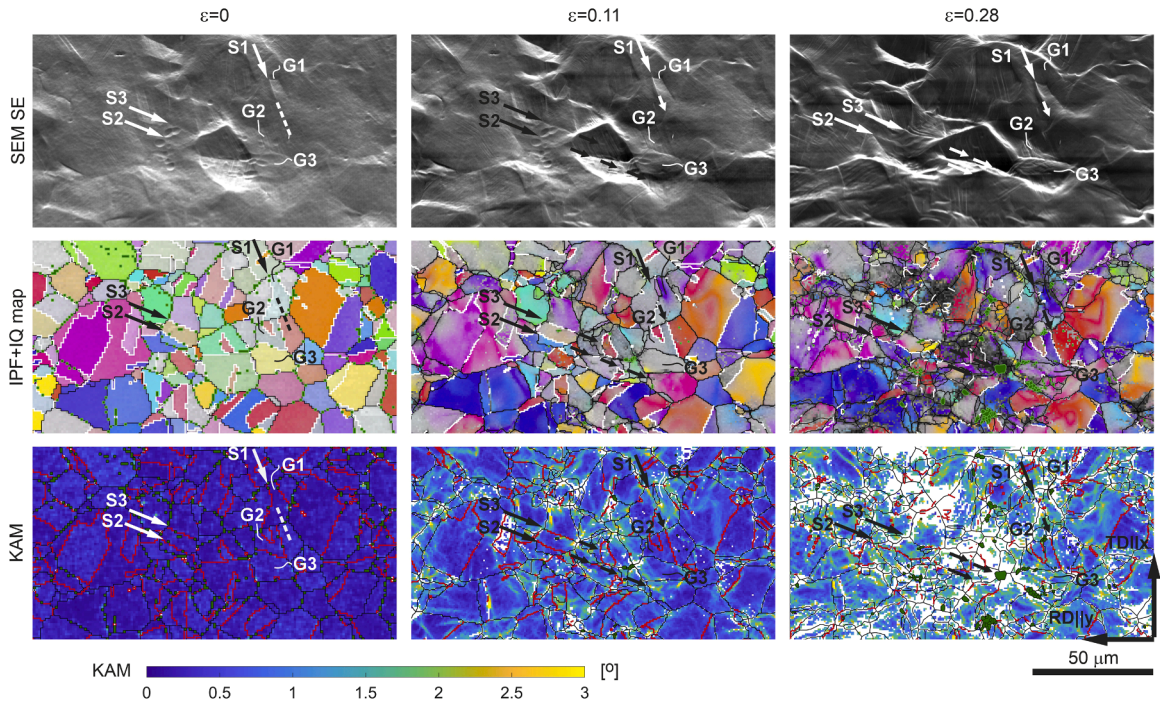 ε=0 ε=0.11 ε=0.28
SEM SE
S1 G1
S3
S2 G2
G3
S1 G1
S3
S2 G2
G3
S1 G1
S3
S2 G2
G3
IPF+IQ map
S1 G1
S3 G2
S2
G3
S1 G1
S3
S2 G2
G3
S1 G1
S3
S2 G2
G3
KAM
S1 G1
S3
S2 G2
G3
S1 G1
S3
S2 G2
G3
S1 G1
S3
S2 G2
G3
TD||x
RD||y
KAM [º]
0 0.5 1 1.5 2 2.5 3
50 μm